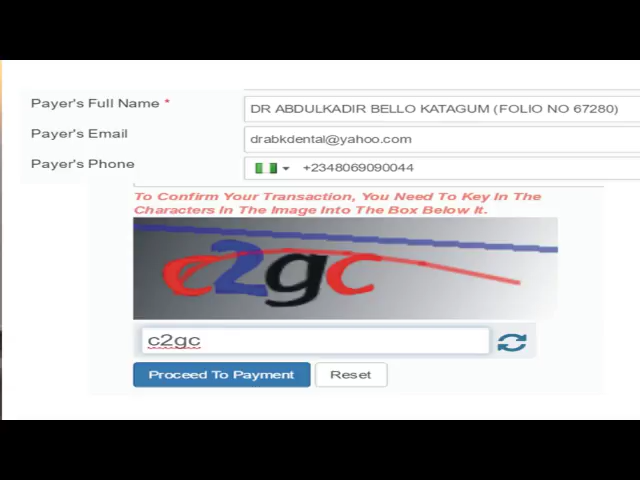 Payer's Full Name *
DR ABDULKADIR BELLO KATAGUM (FOLIO NO 67280)
Payer's Email
drabkdental@yahoo.com
Payer's Phone
+2348069090044
To Confirm Your Transaction, You Need To Key In The
Characters In The Image Into The Box Below It.
c2gc
c2gc
Proceed To Payment
Reset